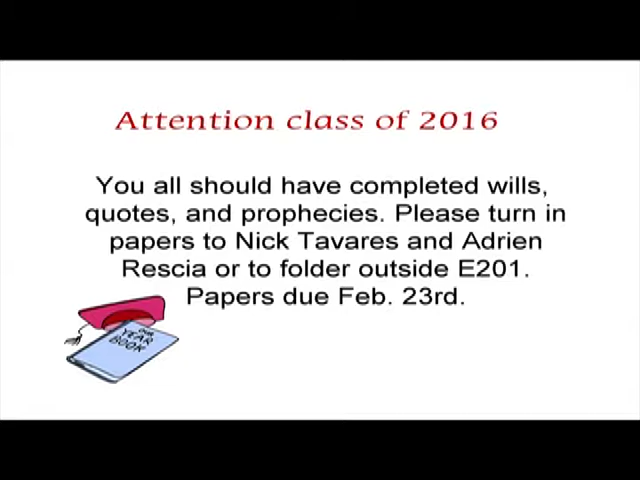 Attention class of 2016
You all should have completed wills,
quotes, and prophecies. Please turn in
papers to Nick Tavares and Adrien
Rescia or to folder outside E201.
Papers due Feb. 23rd.
OUR
YEAR
BOOK